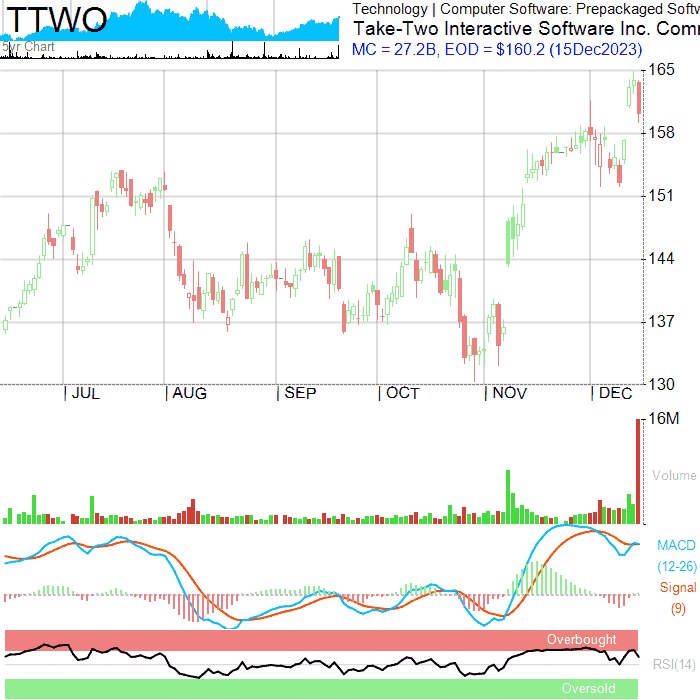 TTWO
5yr Chart
Technology | Computer Software: Prepackaged Softw
Take-Two Interactive Software Inc. Comm
MC = 27.2B, EOD = $160.2 (15Dec2023)
165
158
151
144
137
130
| JUL | AUG | SEP | OCT | NOV | DEC
16M
Volume
MACD
(12-26)
Signal
(9)
Overbought
RSI(14)
Oversold